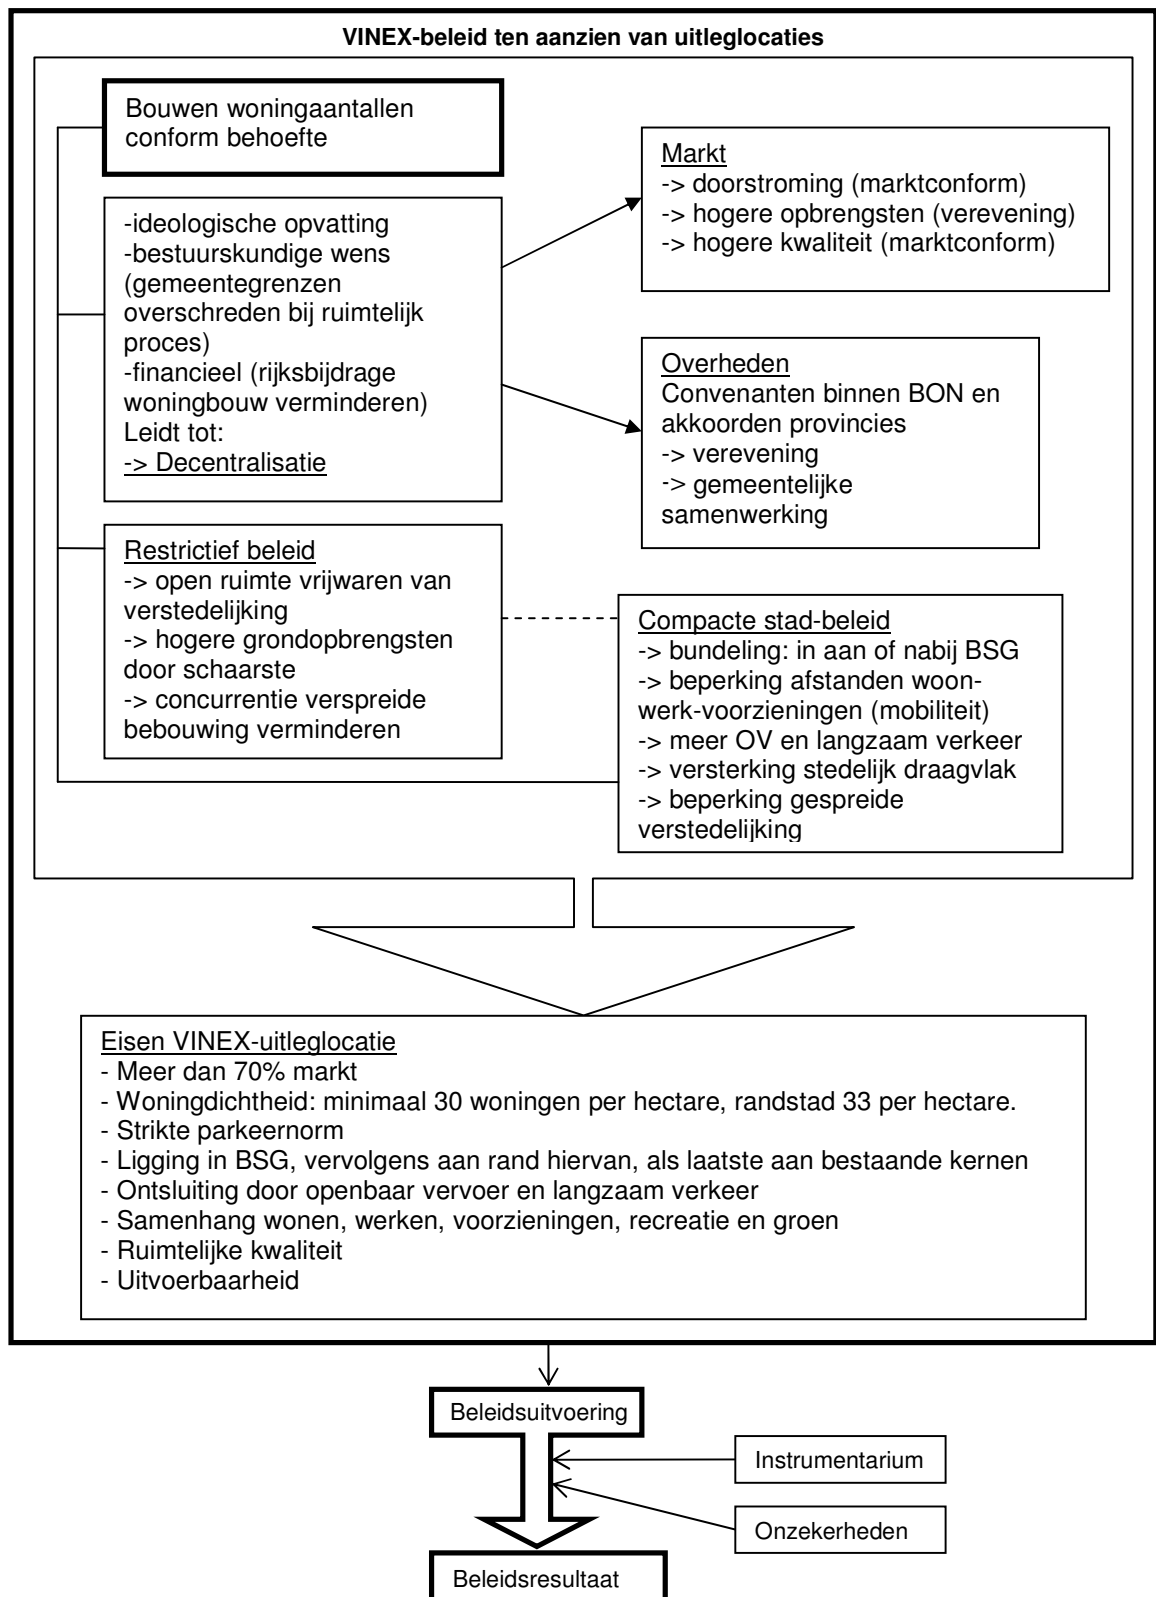 VINEX-beleid ten aanzien van uitleglocaties
Bouwen woningaantallen
conform behoefte
-ideologische opvatting
-bestuurskundige wens
(gemeentegrenzen
overschreden bij ruimtelijk
proces)
-financieel (rijksbijdrage
woningbouw verminderen)
Leidt tot:
-> Decentralisatie
Markt
-> doorstroming (marktconform)
-> hogere opbrengsten (verevening)
-> hogere kwaliteit (marktconform)
Overheden
Convenanten binnen BON en
akkoorden provincies
-> verevening
-> gemeentelijke
samenwerking
Restrictief beleid
-> open ruimte vrijwaren van
verstedelijking
-> hogere grondopbrengsten
door schaarste
-> concurrentie verspreide
bebouwing verminderen
Compacte stad-beleid
-> bundeling: in aan of nabij BSG
-> beperking afstanden woon-
werk-voorzieningen (mobiliteit)
-> meer OV en langzaam verkeer
-> versterking stedelijk draagvlak
-> beperking gespreide
verstedelijking
Eisen VINEX-uitleglocatie
- Meer dan 70% markt
- Woningdichtheid: minimaal 30 woningen per hectare, randstad 33 per hectare.
- Strikte parkeernorm
- Ligging in BSG, vervolgens aan rand hiervan, als laatste aan bestaande kernen
- Ontsluiting door openbaar vervoer en langzaam verkeer
- Samenhang wonen, werken, voorzieningen, recreatie en groen
- Ruimtelijke kwaliteit
- Uitvoerbaarheid
Beleidsuitvoering
Instrumentarium
Onzekerheden
Beleidsresultaat